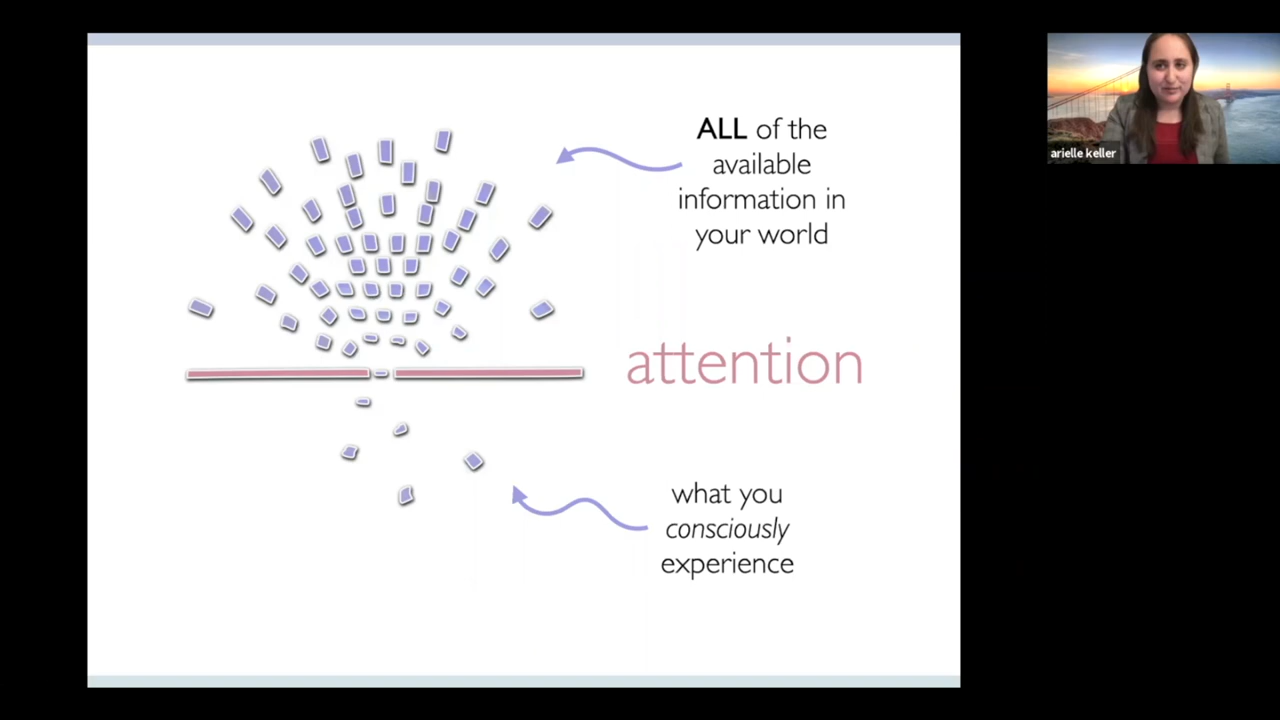 ALL of the
available
information in
your world
attention
what you
consciously
experience
arielle keller